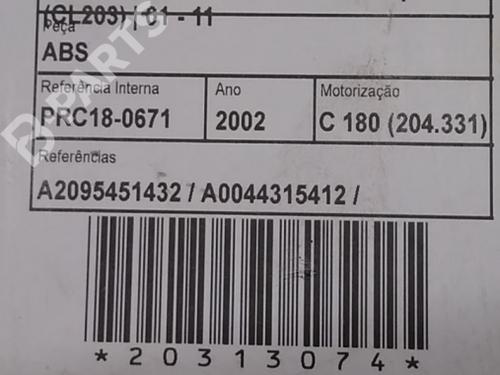 (CL203) | 01 - 11
Peça
ABS
Referência Interna
PRC18-0671
Ano
2002
Motorização
C 180 (204.331)
Referências
A2095451432 / A0044315412 /
*20313074*
B PARTS